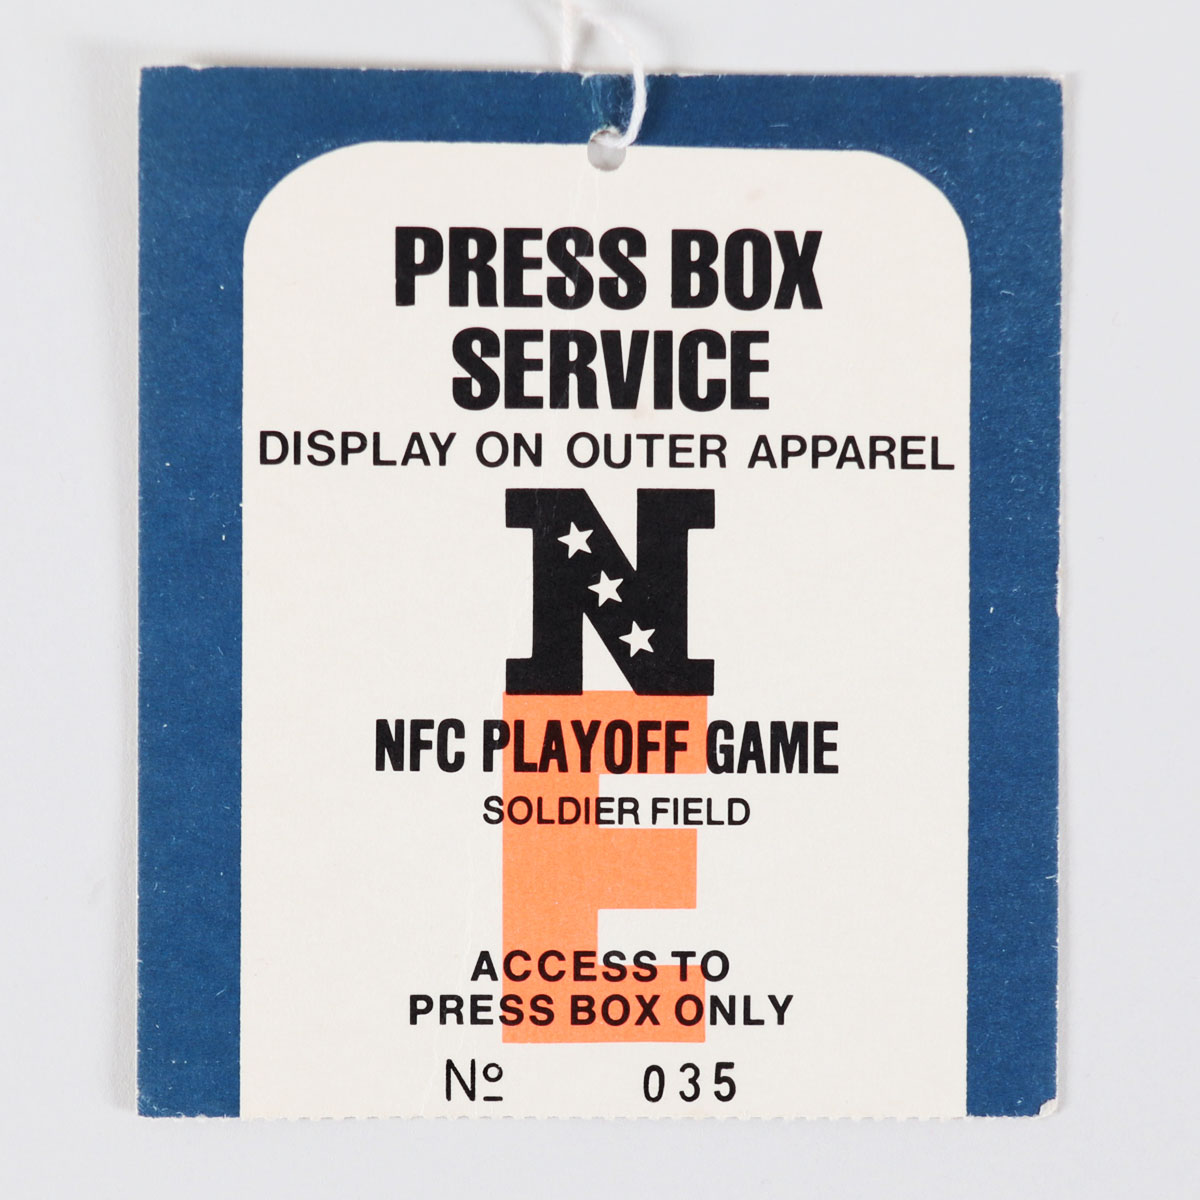 PRESS BOX
SERVICE
DISPLAY ON OUTER APPAREL
N
NFC PLAYOFF GAME
SOLDIER FIELD
E
ACCESS TO
PRESS BOX ONLY
Nº 035